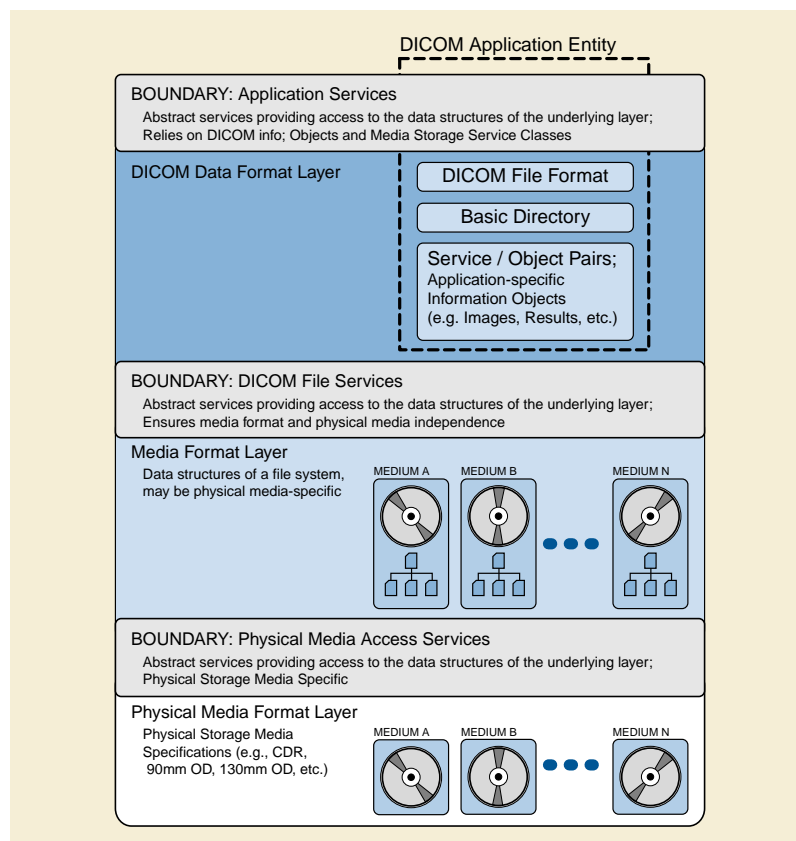 DICOM Application Entity
BOUNDARY: Application Services
Abstract services providing access to the data structures of the underlying layer;
Relies on DICOM info; Objects and Media Storage Service Classes
DICOM Data Format Layer
DICOM File Format
Basic Directory
Service / Object Pairs;
Application-specific
Information Objects
(e.g. Images, Results, etc.)
BOUNDARY: DICOM File Services
Abstract services providing access to the data structures of the underlying layer;
Ensures media format and physical media independence
Media Format Layer
Data structures of a file system,
may be physical media-specific
MEDIUM A
MEDIUM B
MEDIUM N
BOUNDARY: Physical Media Access Services
Abstract services providing access to the data structures of the underlying layer;
Physical Storage Media Specific
Physical Media Format Layer
Physical Storage Media
Specifications (e.g., CDR,
90mm OD, 130mm OD, etc.)
MEDIUM A
MEDIUM B
MEDIUM N